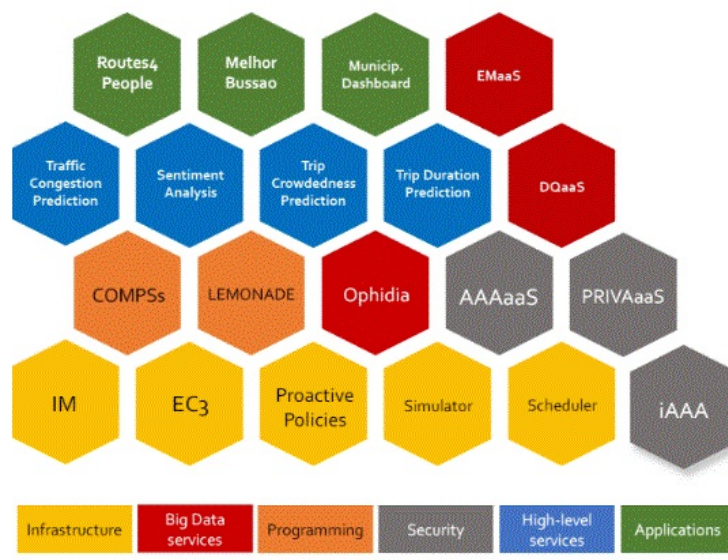 Routes4
People
Melhor
Bussao
Municip.
Dashboard
EMaaS
Traffic
Congestion
Prediction
Sentiment
Analysis
Trip
Crowdedness
Prediction
Trip Duration
Prediction
DQaaS
COMPSs
LEMONADE
Ophidia
AAAaaS
PRIVAaaS
IM
EC3
Proactive
Policies
Simulator
Scheduler
iAAA
Infrastructure
Big Data
services
Programming
Security
High-level
services
Applications